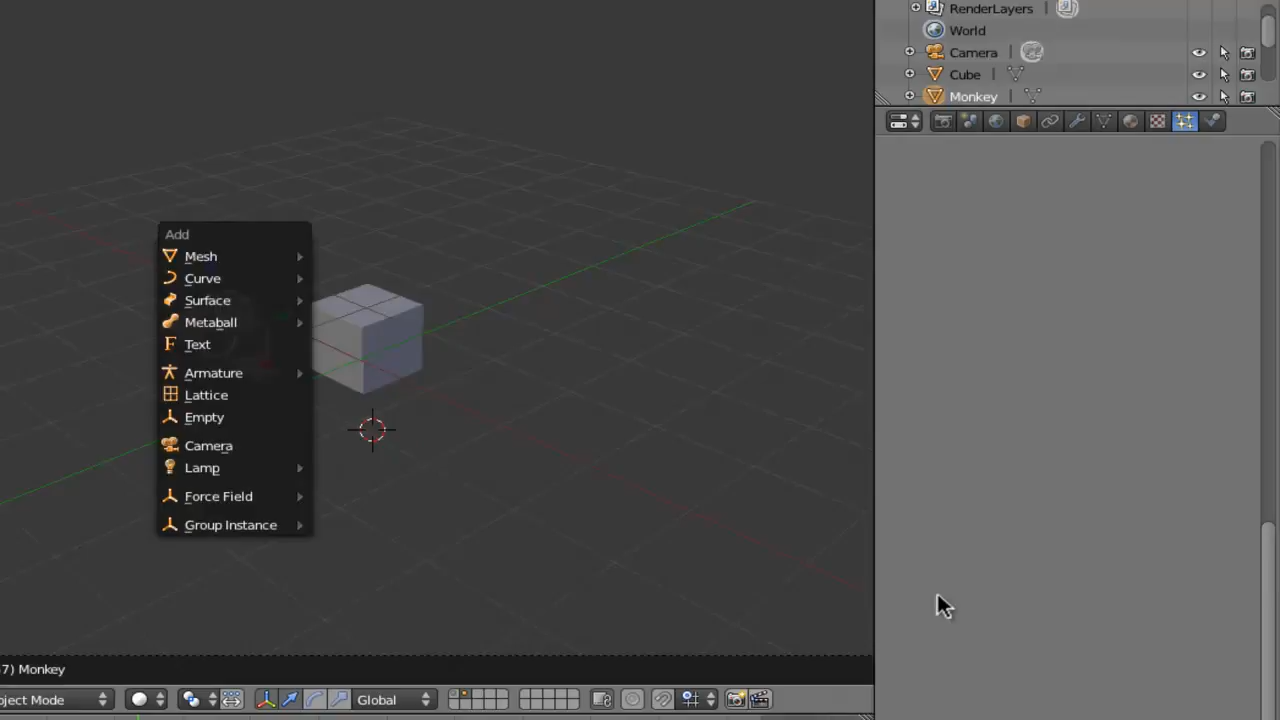 RenderLayers
World
Camera
Cube
Monkey
Add
Mesh
Curve
Surface
Metaball
Text
Armature
Lattice
Empty
Camera
Lamp
Force Field
Group Instance
7) Monkey
ject Mode
Global